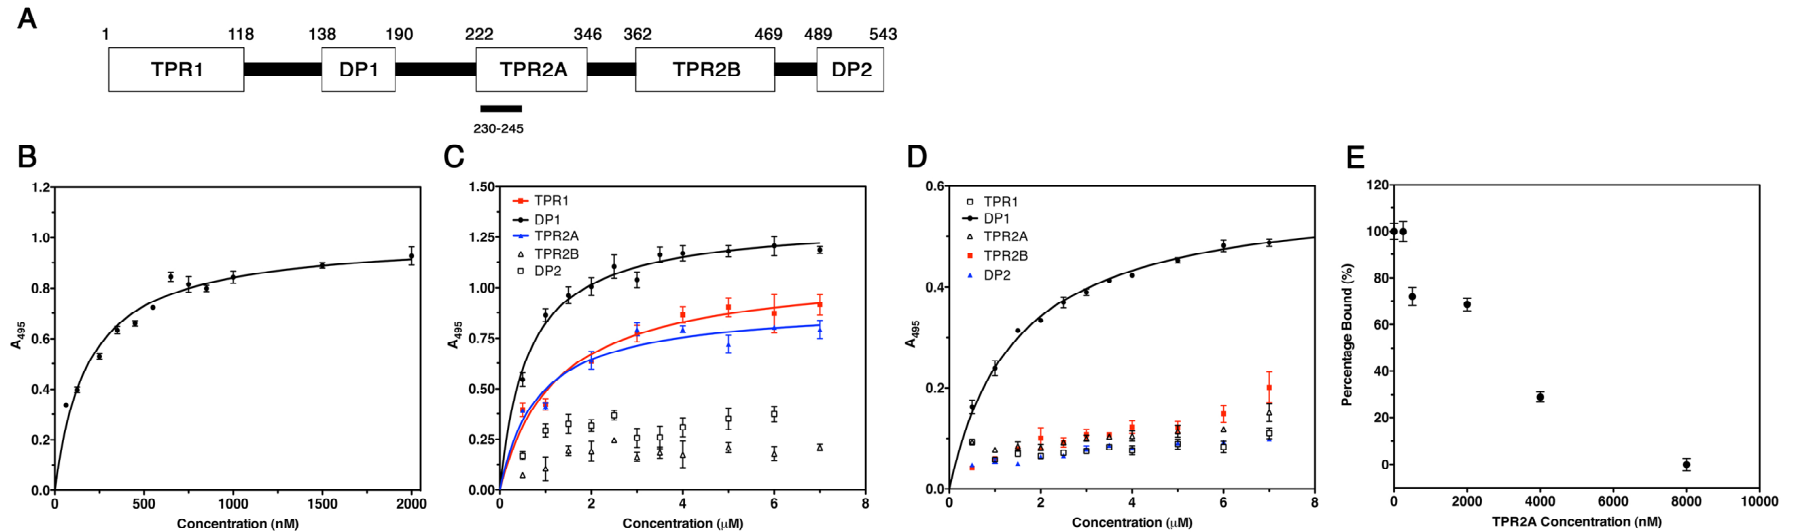 A
1 118 138 190 222 346 362 469 489 543
TPR1 DP1 TPR2A TPR2B DP2
230-245
B
1.2
1.0
0.8
0.6
0.4
0.2
0.0
0 500 1000 1500 2000
A495
Concentration (nM)
C
1.50
1.25
1.00
0.75
0.50
0.25
0.00
0 2 4 6 8
A495
Concentration (μM)
TPR1
DP1
TPR2A
TPR2B
DP2
D
0.6
0.4
0.2
0.0
0 2 4 6 8
A495
Concentration (μM)
TPR1
DP1
TPR2A
TPR2B
DP2
E
120
100
80
60
40
20
0
0 2000 4000 6000 8000 10000
Percentage Bound (%)
TPR2A Concentration (nM)